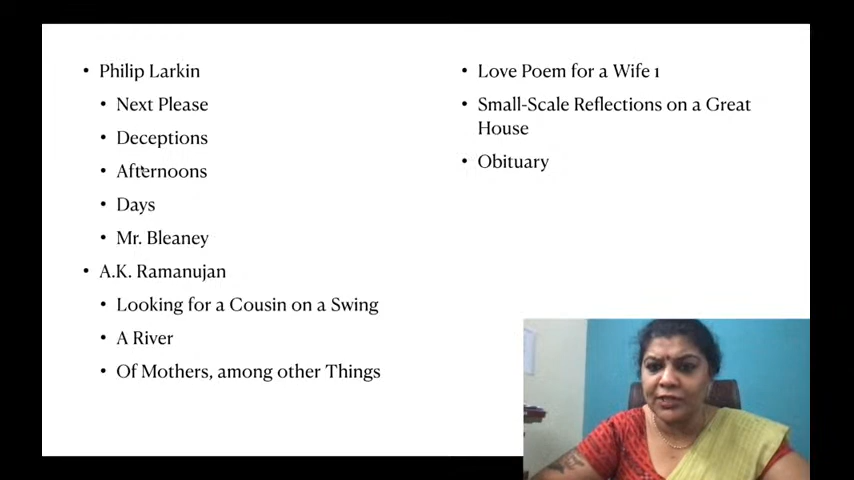 Philip Larkin
Next Please
Deceptions
Afternoons
Days
Mr. Bleaney
A.K. Ramanujan
Looking for a Cousin on a Swing
A River
Of Mothers, among other Things
Love Poem for a Wife 1
Small-Scale Reflections on a Great
House
Obituary